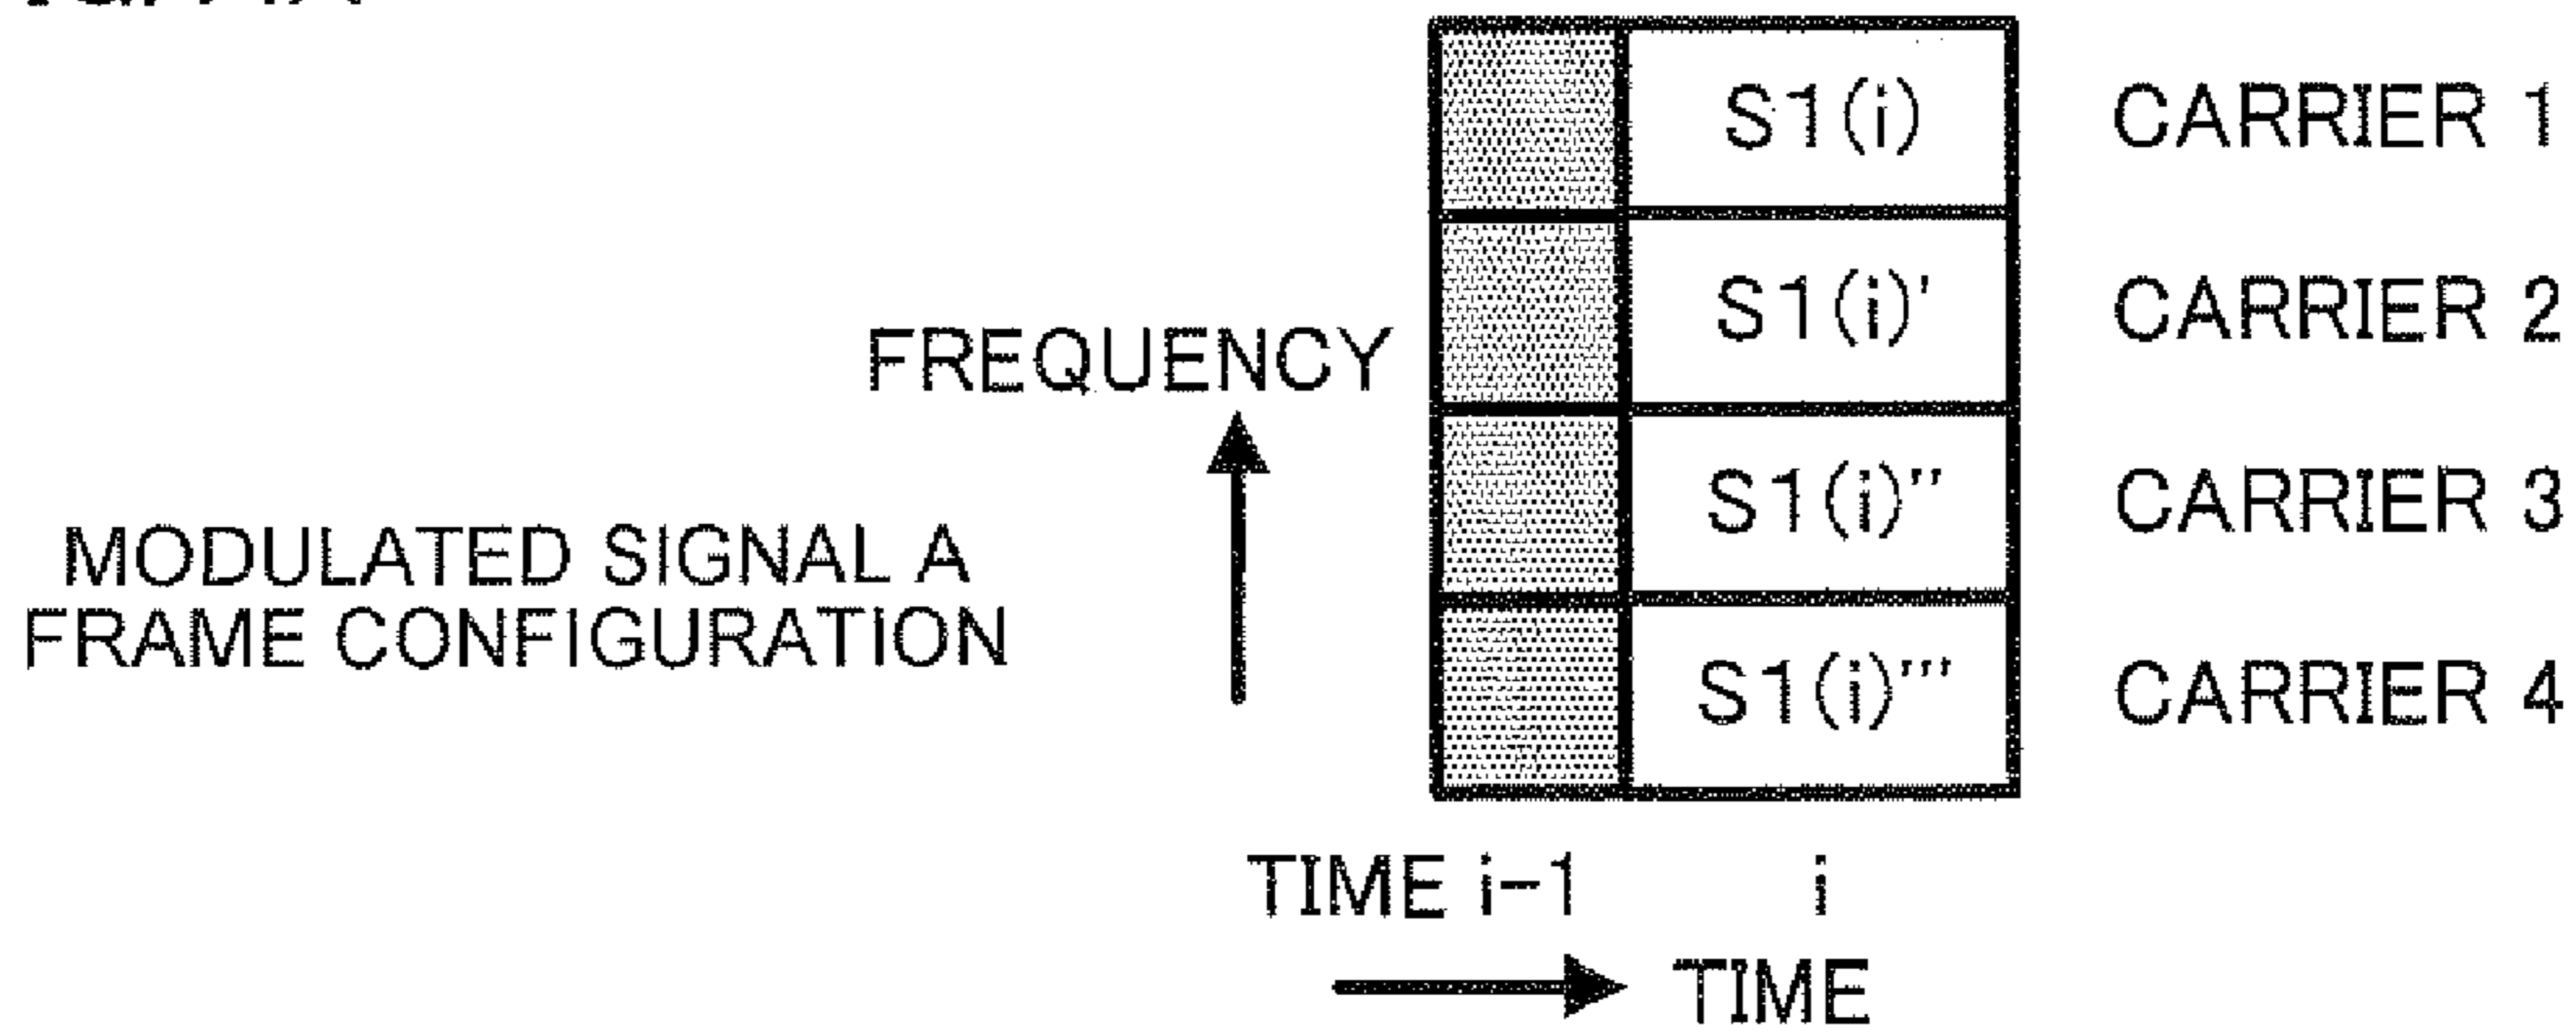 S1(i) CARRIER 1
S1(i)' CARRIER 2
FREQUENCY
S1(i)'' CARRIER 3
MODULATED SIGNAL A
FRAME CONFIGURATION
S1(i)''' CARRIER 4
TIME i-1 i
TIME